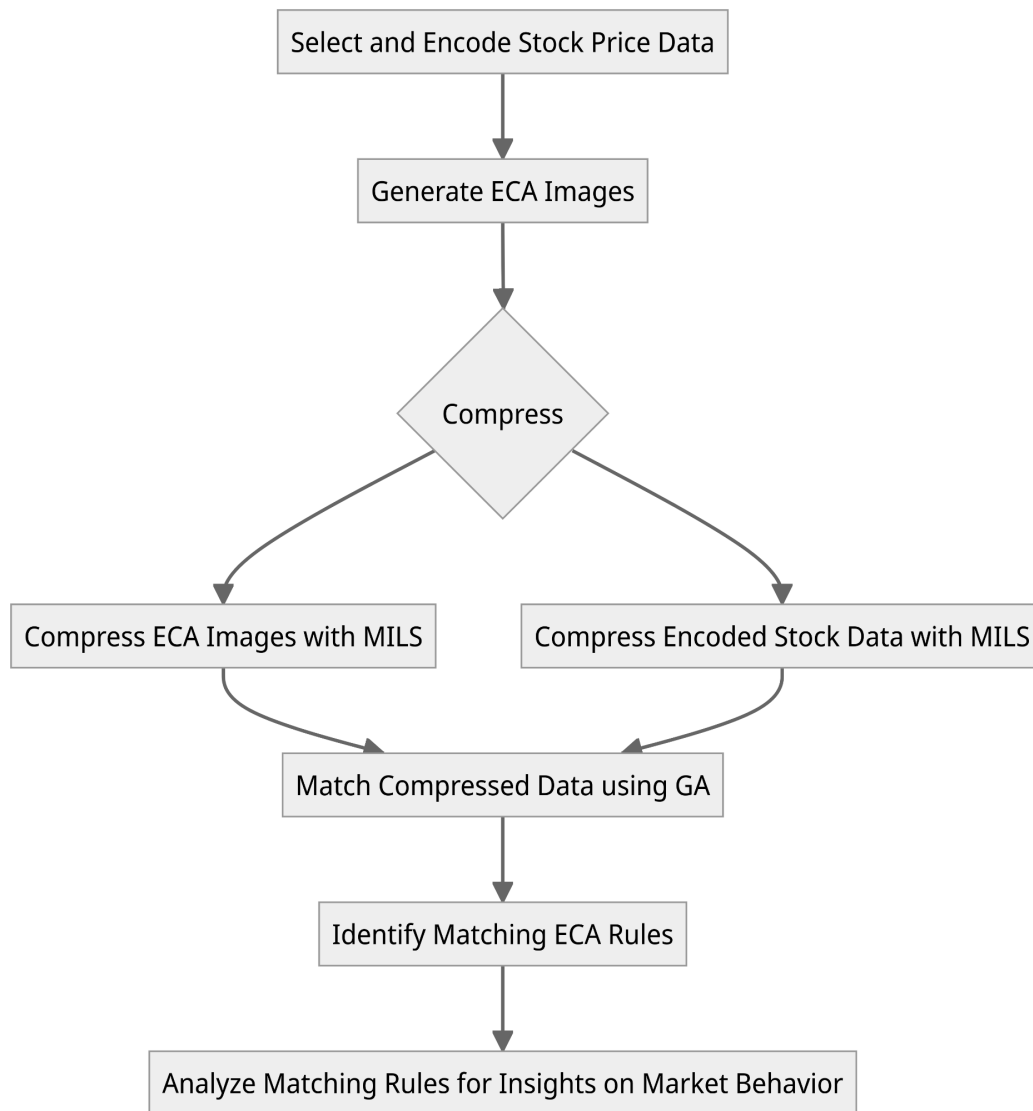 Select and Encode Stock Price Data
Generate ECA Images
Compress
Compress ECA Images with MILS
Compress Encoded Stock Data with MILS
Match Compressed Data using GA
Identify Matching ECA Rules
Analyze Matching Rules for Insights on Market Behavior